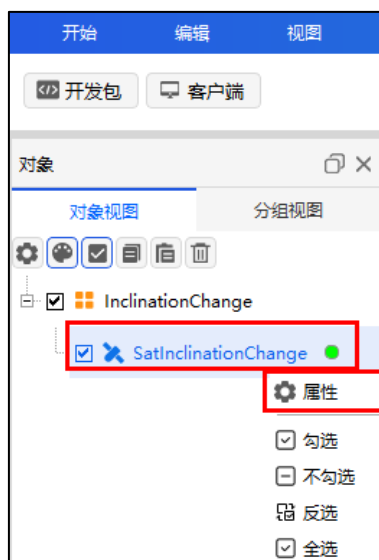 开始 编辑 视图
开发包 客户端
对象
对象视图 分组视图
InclinationChange
SatInclinationChange
属性
勾选
不勾选
反选
全选